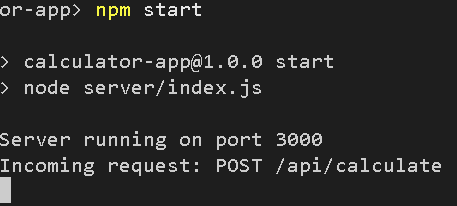 or-app> npm start
> calculator-app@1.0.0 start
> node server/index.js
Server running on port 3000
Incoming request: POST /api/calculate